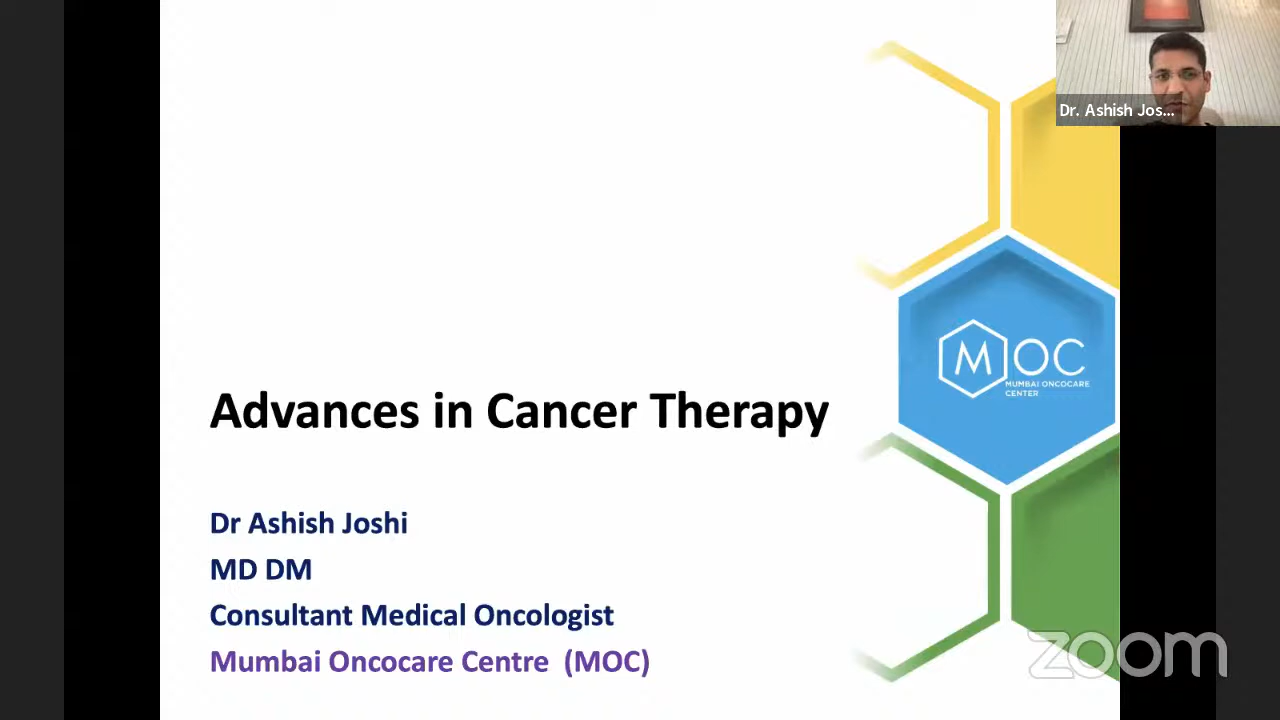 Dr. Ashish Jos...
MOC
MUMBAI ONCOCARE
CENTER
Advances in Cancer Therapy
Dr Ashish Joshi
MD DM
Consultant Medical Oncologist
Mumbai Oncocare Centre (MOC)
zoom